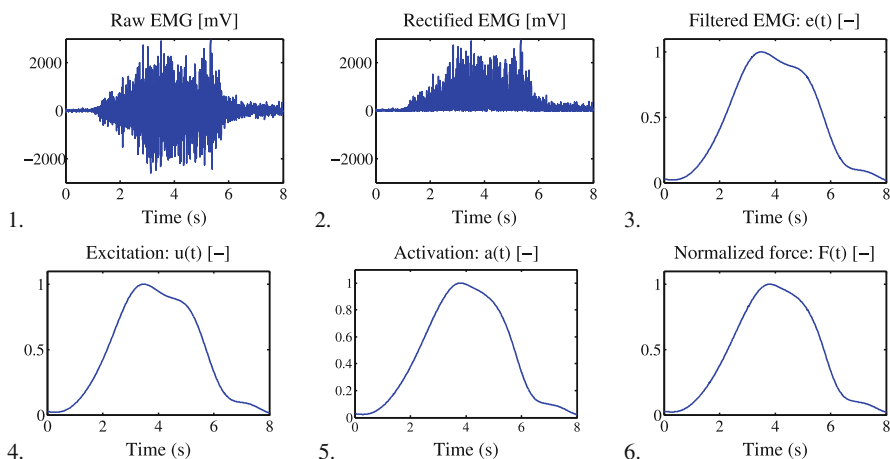 Raw EMG [mV]
2000
0
−2000
0 2 4 6 8
Time (s)
1.
Rectified EMG [mV]
2000
0
−2000
0 2 4 6 8
Time (s)
2.
Filtered EMG: e(t) [−]
1
0.5
0
0 2 4 6 8
Time (s)
3.
Excitation: u(t) [−]
1
0.5
0
0 2 4 6 8
Time (s)
4.
Activation: a(t) [−]
1
0.8
0.6
0.4
0.2
0
0 2 4 6 8
Time (s)
5.
Normalized force: F(t) [−]
1
0.5
0
0 2 4 6 8
Time (s)
6.